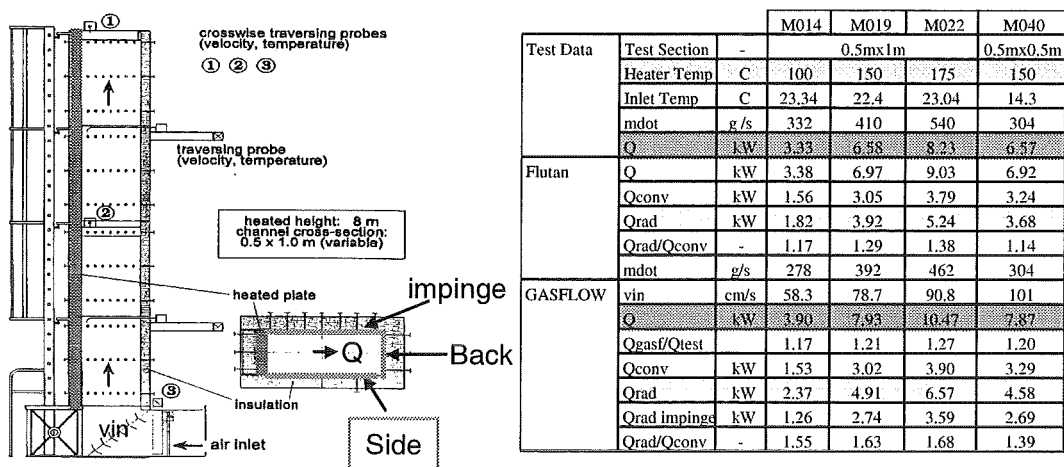 ①
crosswise traversing probes
(velocity, temperature)
① ② ③
traversing probe
(velocity, temperature)
②
heated height: 8 m
channel cross-section:
0.5 x 1.0 m (variable)
heated plate
impinge
Q
Back
insulation
③
vin
air inlet
Side
M014 M019 M022 M040
Test Data Test Section - 0.5mx1m 0.5mx0.5m
Heater Temp C 100 150 175 150
Inlet Temp C 23.34 22.4 23.04 14.3
mdot g/s 332 410 540 304
Q kW 3.33 6.58 8.23 6.57
Flutan Q kW 3.38 6.97 9.03 6.92
Qconv kW 1.56 3.05 3.79 3.24
Qrad kW 1.82 3.92 5.24 3.68
Qrad/Qconv - 1.17 1.29 1.38 1.14
mdot g/s 278 392 462 304
GASFLOW vin cm/s 58.3 78.7 90.8 101
Q kW 3.90 7.93 10.47 7.87
Qgasf/Qtest 1.17 1.21 1.27 1.20
Qconv kW 1.53 3.02 3.90 3.29
Qrad kW 2.37 4.91 6.57 4.58
Qrad impinge kW 1.26 2.74 3.59 2.69
Qrad/Qconv - 1.55 1.63 1.68 1.39